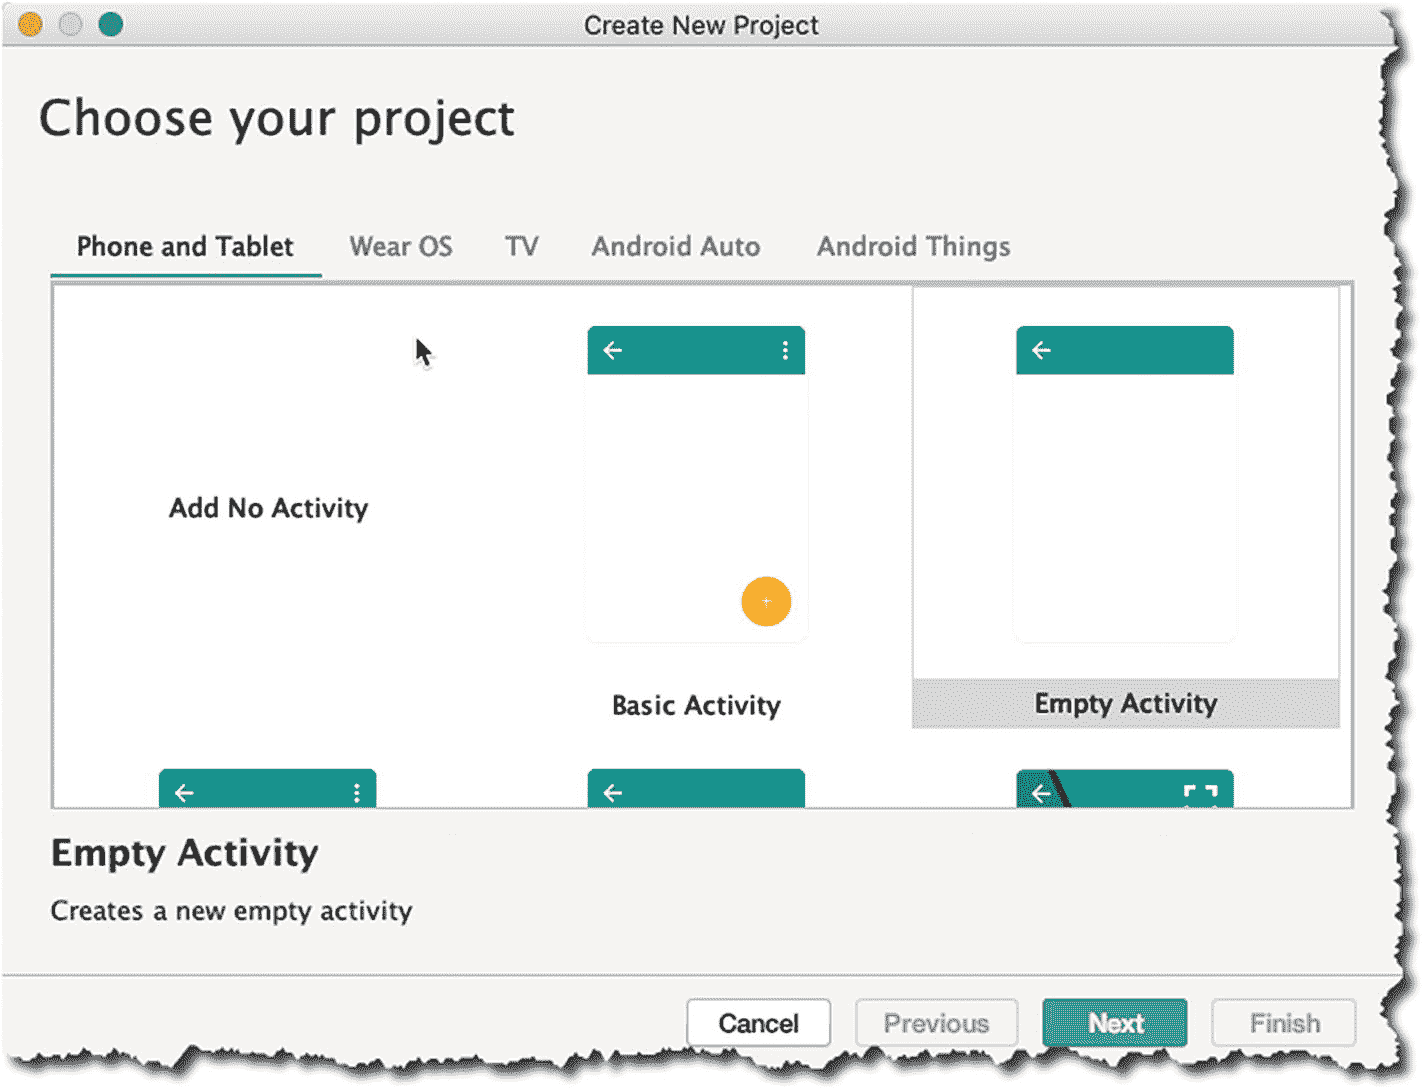 Create New Project
Choose your project
Phone and Tablet Wear OS TV Android Auto Android Things
Add No Activity
Basic Activity
Empty Activity
Empty Activity
Creates a new empty activity
Cancel Previous Next Finish